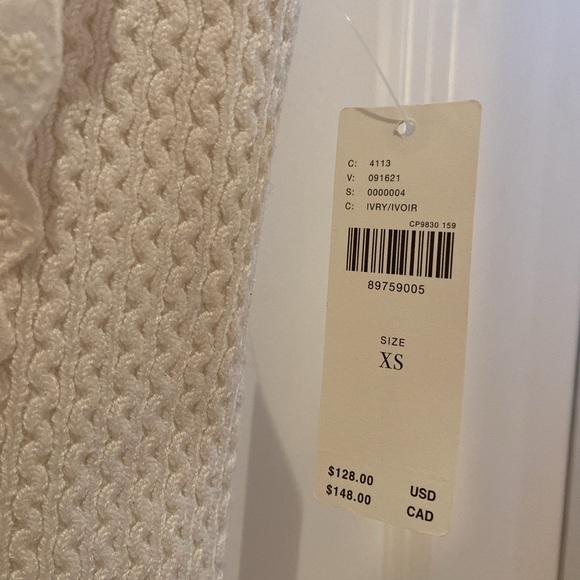 C: 4113
V: 091621
S: 0000004
C: IVRY/IVOIR
CP9830 159
89759005
SIZE
XS
$128.00 USD
$148.00 CAD